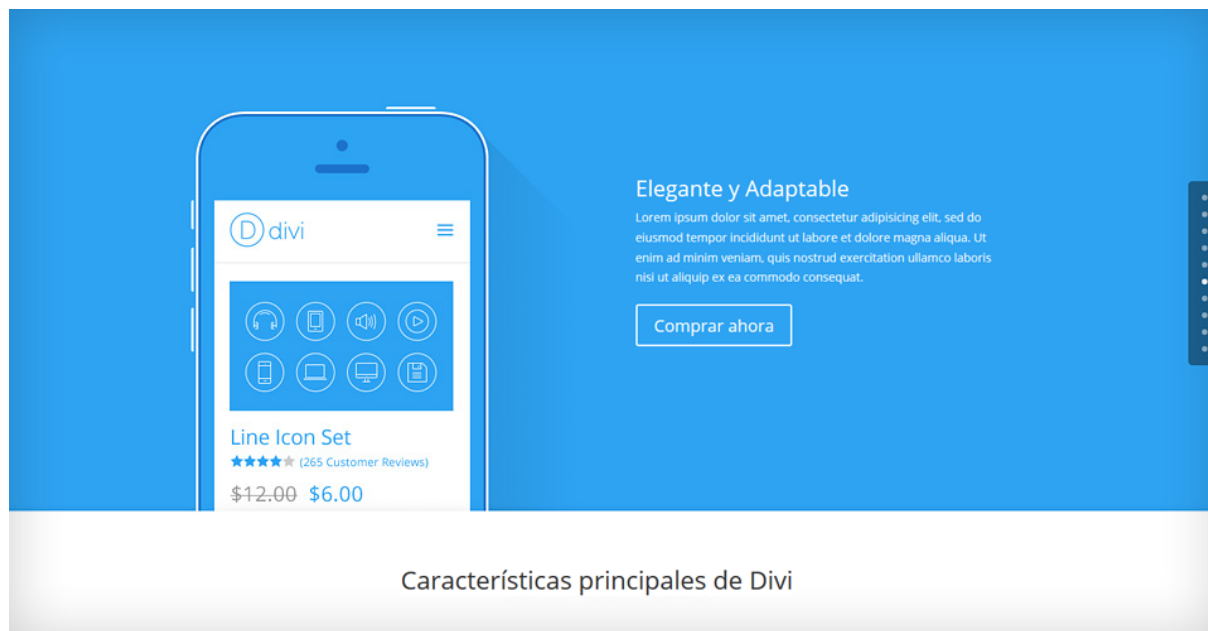 D divi
Line Icon Set
(265 Customer Reviews)
$12.00 $6.00
Elegante y Adaptable
Lorem ipsum dolor sit amet, consectetur adipisicing elit, sed do
eiusmod tempor incididunt ut labore et dolore magna aliqua. Ut
enim ad minim veniam, quis nostrud exercitation ullamco laboris
nisi ut aliquip ex ea commodo consequat.
Comprar ahora
Características principales de Divi